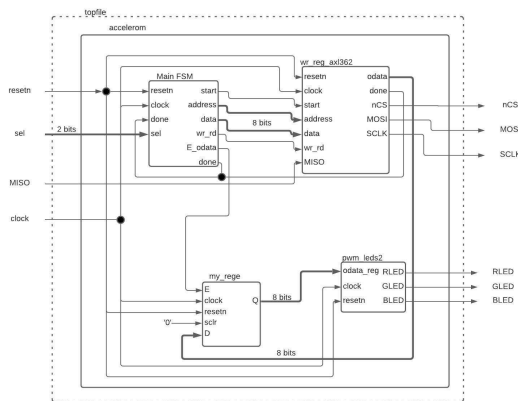 topfile
accelerom
Main FSM
resetn
clock
done
sel
start
address
data
wr_rd
E_odata
done
wr_reg_axl362
resetn
clock
start
address
data
wr_rd
MISO
odata
done
nCS
MOSI
SCLK
resetn
sel
2 bits
MISO
clock
8 bits
nCS
MOSI
SCLK
my_rege
E
clock
resetn
sclr
D
Q
'0'
8 bits
8 bits
pwm_leds2
odata_reg
clock
resetn
RLED
GLED
BLED
RLED
GLED
BLED